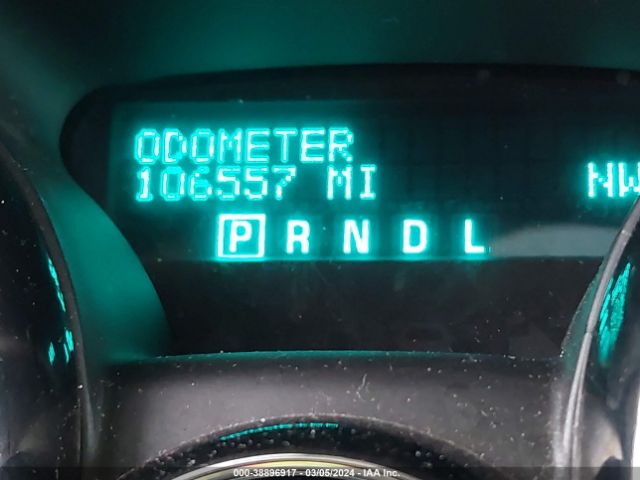 ODOMETER
106557 MI NW
P R N D L
000-38896917 - 03/05/2024 - IAA Inc.